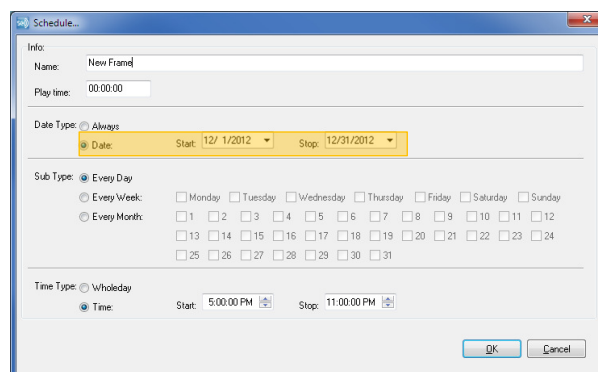 Schedule...
Info:
Name: New Frame
Play time: 00:00:00
Date Type: Always
Date: Start: 12/ 1/2012 Stop: 12/31/2012
Sub Type: Every Day
Every Week: Monday Tuesday Wednesday Thursday Friday Saturday Sunday
Every Month: 1 2 3 4 5 6 7 8 9 10 11 12
13 14 15 16 17 18 19 20 21 22 23 24
25 26 27 28 29 30 31
Time Type: Wholeday
Time: Start: 5:00:00 PM Stop: 11:00:00 PM
OK Cancel